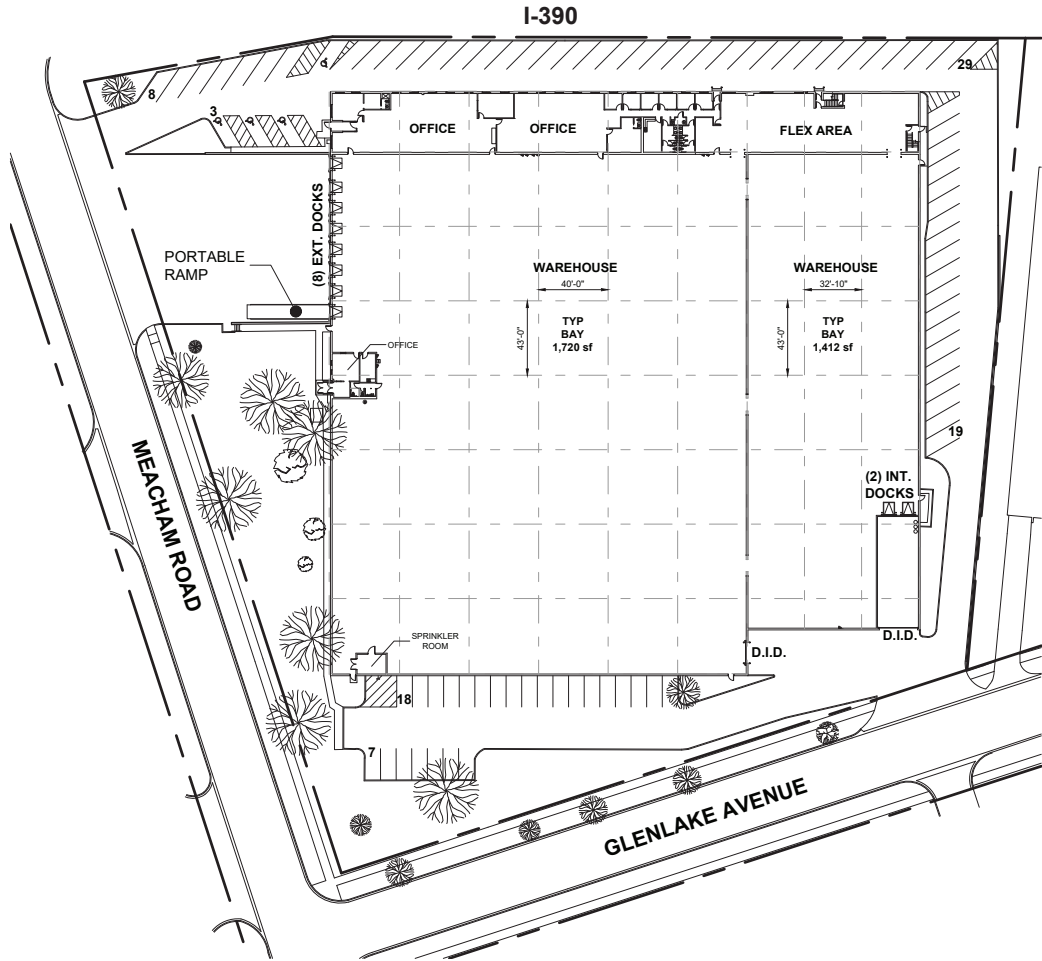 I-390
29
8
3
OFFICE
OFFICE
FLEX AREA
(8) EXT. DOCKS
PORTABLE
RAMP
WAREHOUSE
40'-0"
WAREHOUSE
32'-10"
43'-0"
TYP
BAY
1,720 sf
43'-0"
TYP
BAY
1,412 sf
OFFICE
19
MEACHAM ROAD
(2) INT.
DOCKS
SPRINKLER
ROOM
D.I.D.
D.I.D.
18
7
GLENLAKE AVENUE